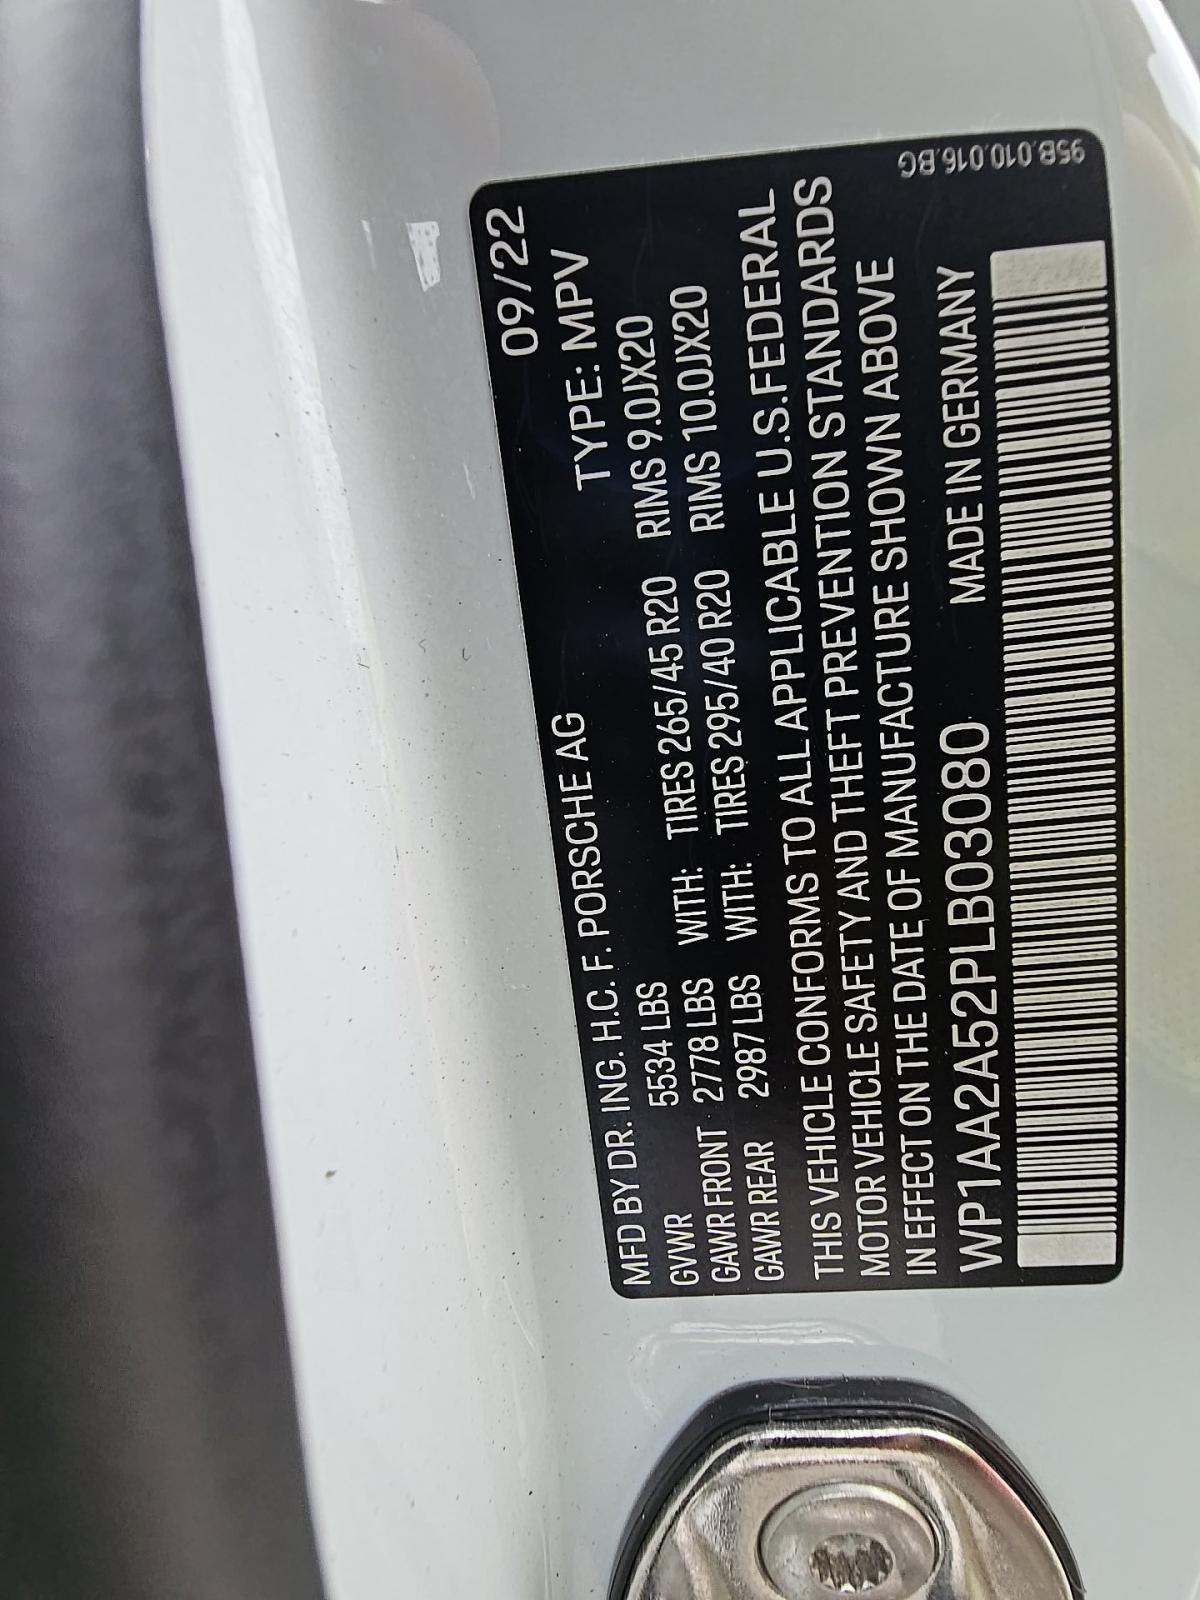 09/22
MFD BY DR. ING. H.C. F. PORSCHE AG TYPE: MPV
GVWR 5534 LBS
GAWR FRONT 2778 LBS WITH: TIRES 265/45 R20 RIMS 9.0JX20
GAWR REAR 2987 LBS WITH: TIRES 295/40 R20 RIMS 10.0JX20
THIS VEHICLE CONFORMS TO ALL APPLICABLE U.S.FEDERAL
MOTOR VEHICLE SAFETY AND THEFT PREVENTION STANDARDS
IN EFFECT ON THE DATE OF MANUFACTURE SHOWN ABOVE
WP1AA2A52PLB03080 MADE IN GERMANY
95B.010.016.BG